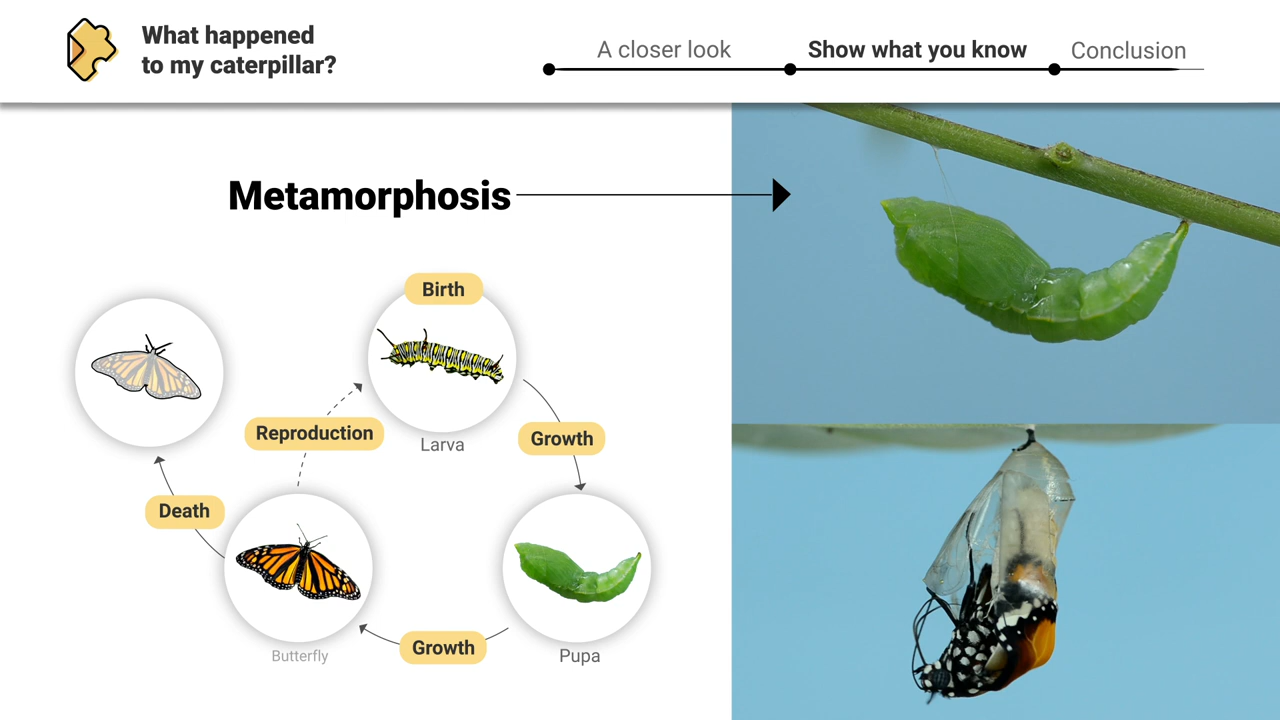 What happened
to my caterpillar?
A closer look
Show what you know
Conclusion
Metamorphosis
Birth
Larva
Reproduction
Growth
Death
Butterfly
Growth
Pupa